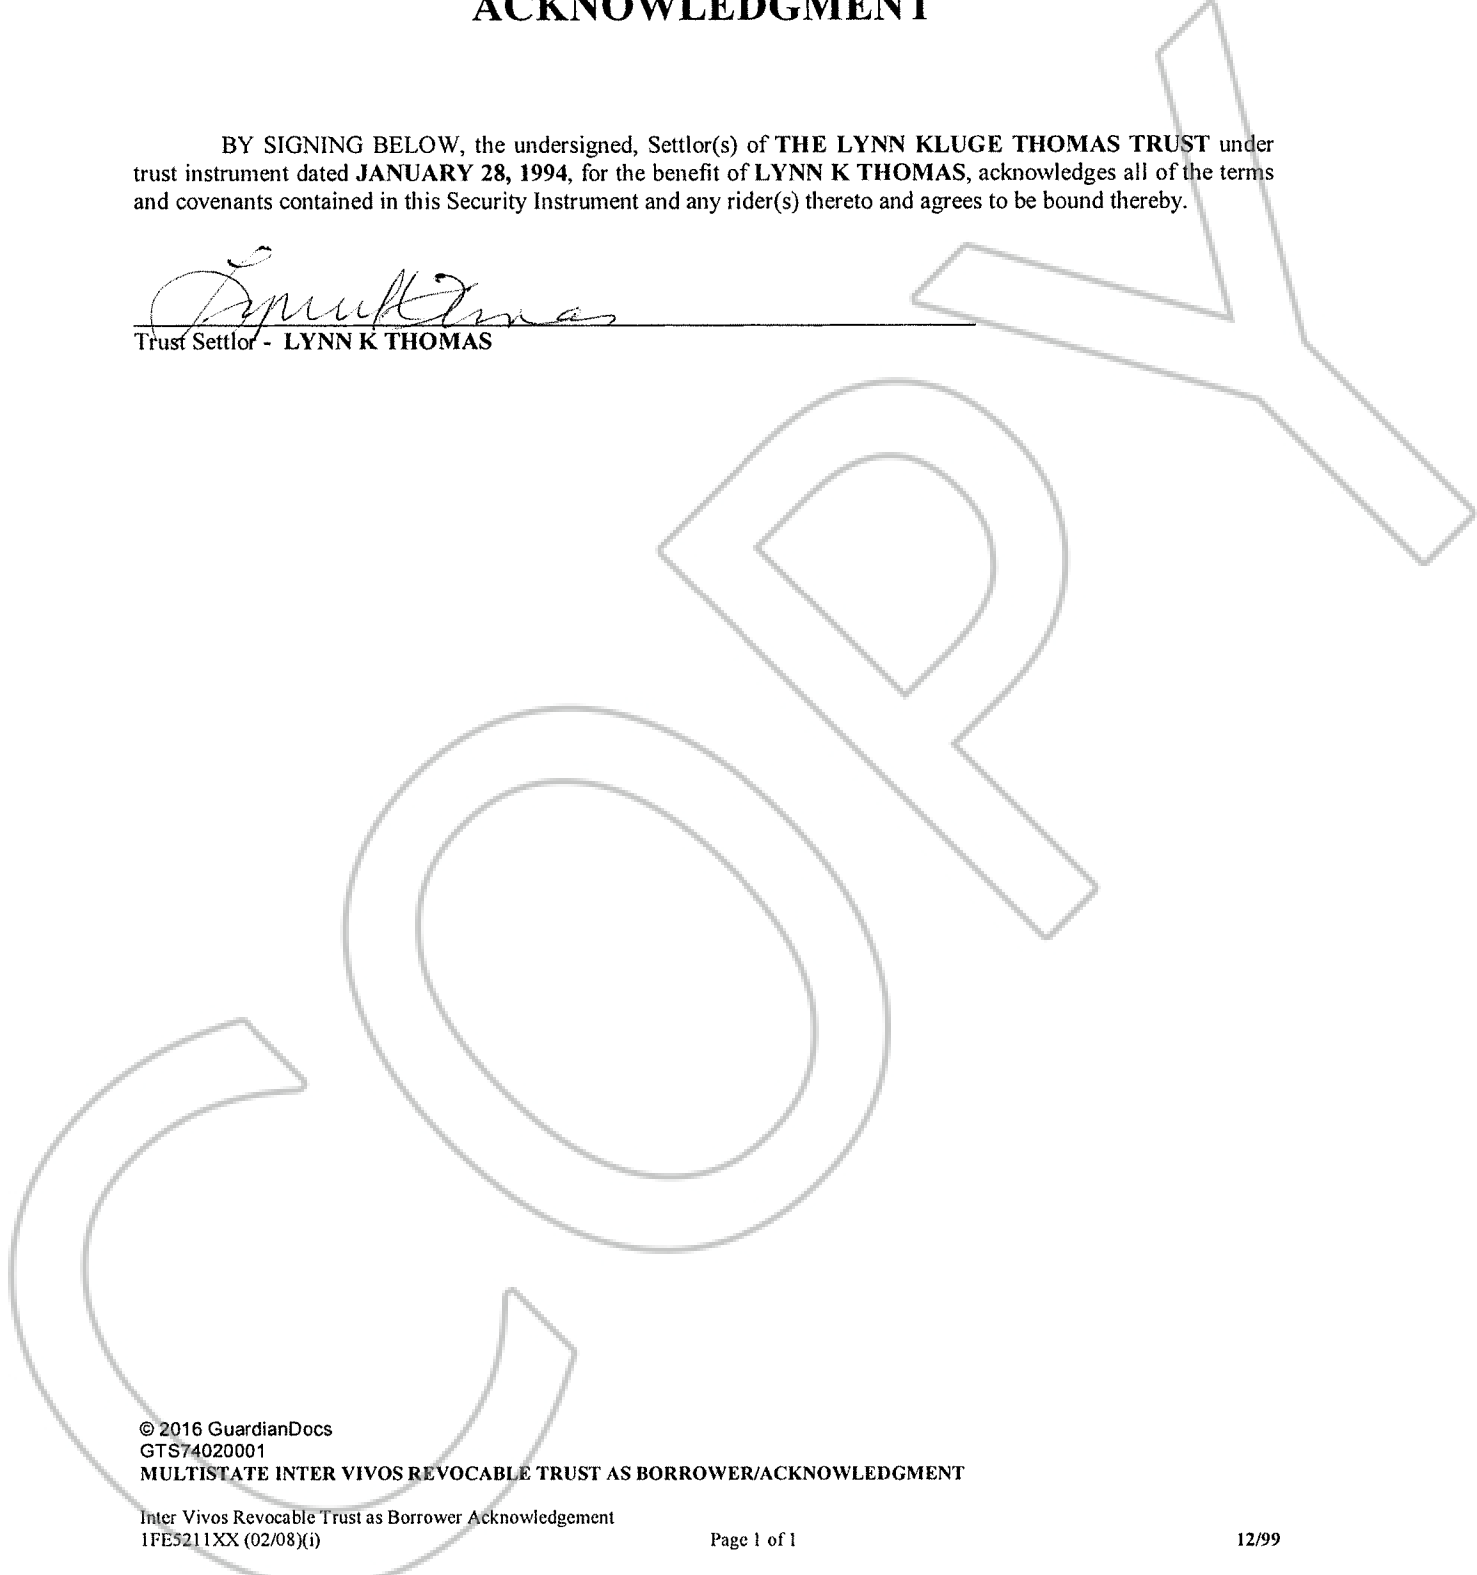 ACKNOWLEDGMENT
BY SIGNING BELOW, the undersigned, Settlor(s) of THE LYNN KLUGE THOMAS TRUST under
trust instrument dated JANUARY 28, 1994, for the benefit of LYNN K THOMAS, acknowledges all of the terms
and covenants contained in this Security Instrument and any rider(s) thereto and agrees to be bound thereby.
Lynn K Thomas
Trust Settlor - LYNN K THOMAS
COPY
© 2016 GuardianDocs
GTS74020001
MULTISTATE INTER VIVOS REVOCABLE TRUST AS BORROWER/ACKNOWLEDGMENT
Inter Vivos Revocable Trust as Borrower Acknowledgement
1FE5211XX (02/08)(i) Page 1 of 1 12/99